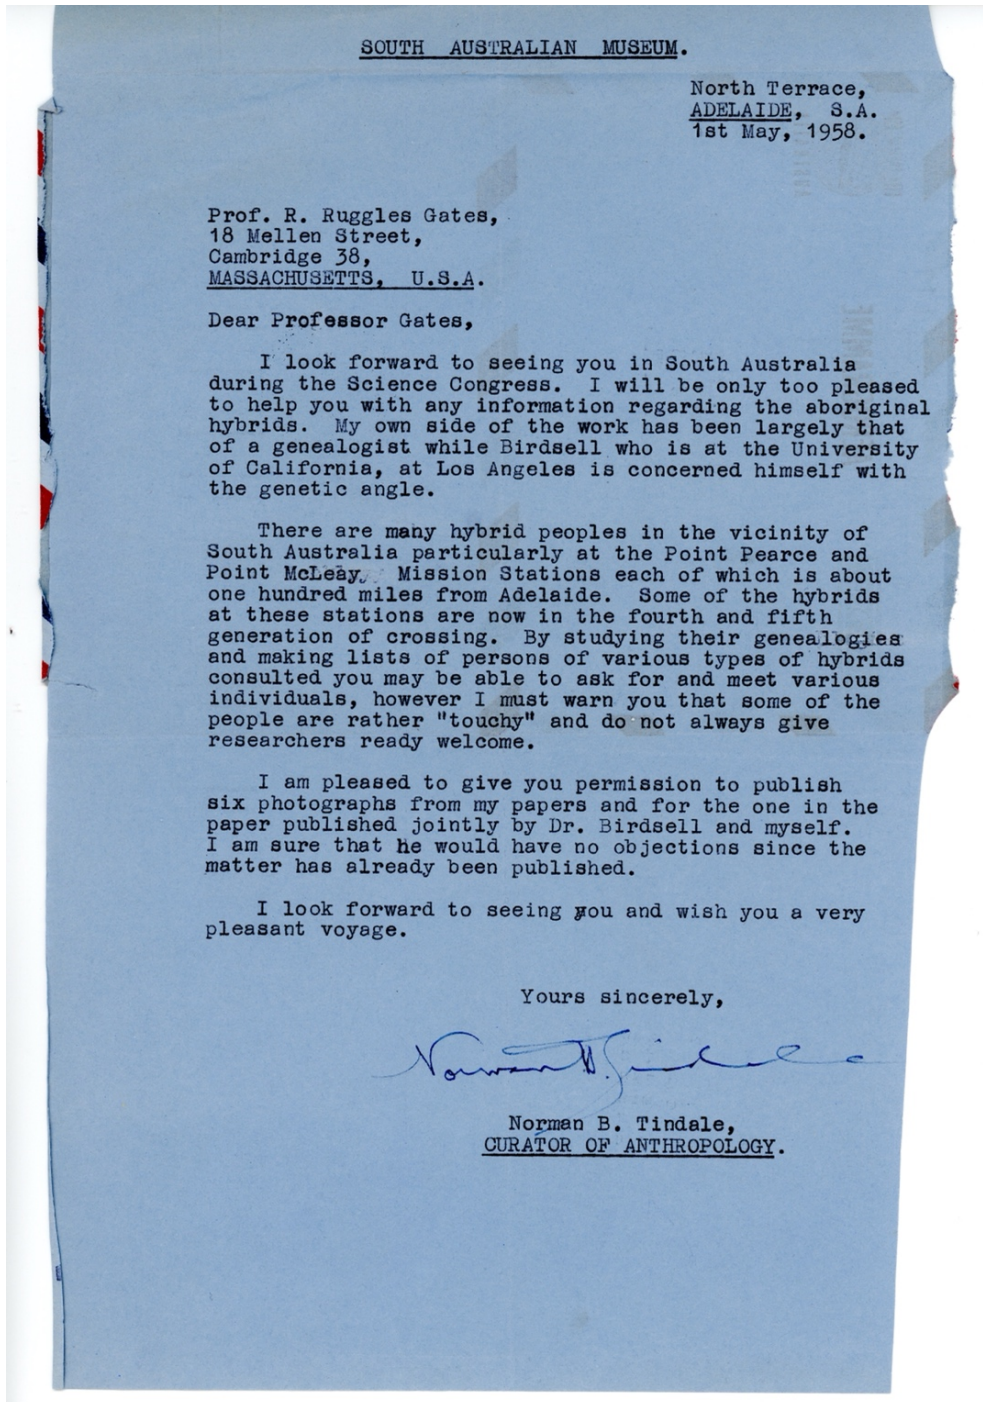 SOUTH AUSTRALIAN MUSEUM.
North Terrace,
ADELAIDE, S.A.
1st May, 1958.
Prof. R. Ruggles Gates,
18 Mellen Street,
Cambridge 38,
MASSACHUSETTS, U.S.A.
Dear Professor Gates,
I look forward to seeing you in South Australia
during the Science Congress. I will be only too pleased
to help you with any information regarding the aboriginal
hybrids. My own side of the work has been largely that
of a genealogist while Birdsell who is at the University
of California, at Los Angeles is concerned himself with
the genetic angle.
There are many hybrid peoples in the vicinity of
South Australia particularly at the Point Pearce and
Point McLeay, Mission Stations each of which is about
one hundred miles from Adelaide. Some of the hybrids
at these stations are now in the fourth and fifth
generation of crossing. By studying their genealogies
and making lists of persons of various types of hybrids
consulted you may be able to ask for and meet various
individuals, however I must warn you that some of the
people are rather "touchy" and do not always give
researchers ready welcome.
I am pleased to give you permission to publish
six photographs from my papers and for the one in the
paper published jointly by Dr. Birdsell and myself.
I am sure that he would have no objections since the
matter has already been published.
I look forward to seeing you and wish you a very
pleasant voyage.
Yours sincerely,
Norman B. Tindale
Norman B. Tindale,
CURATOR OF ANTHROPOLOGY.